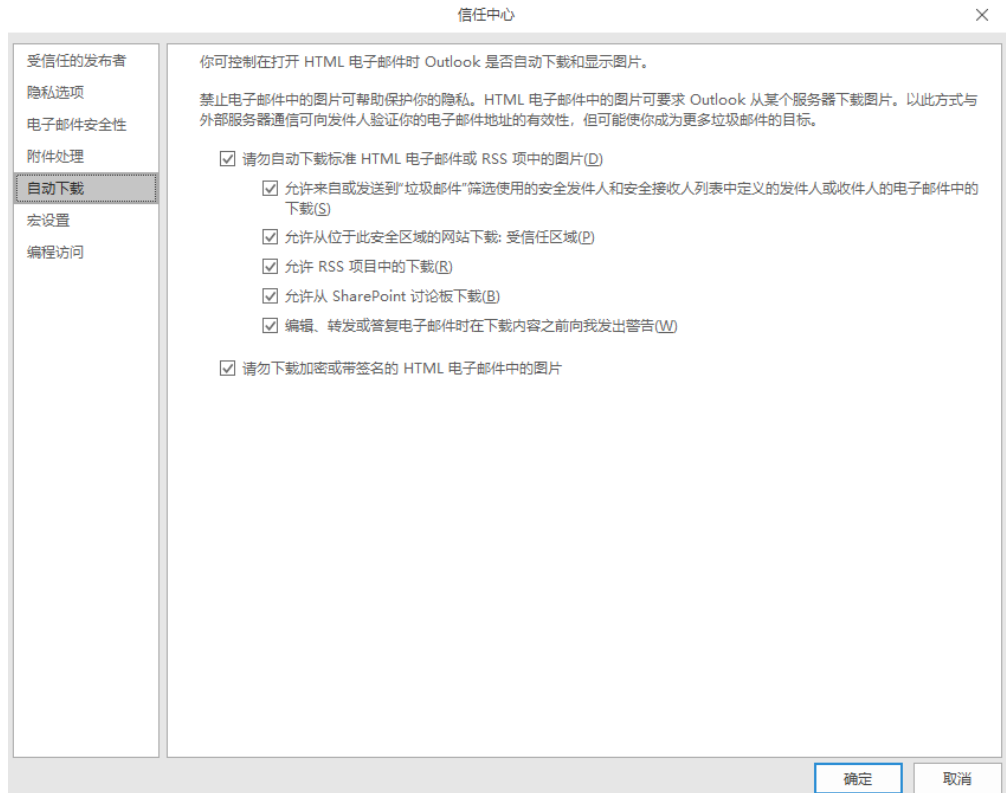 信任中心
受信任的发布者
隐私选项
电子邮件安全性
附件处理
自动下载
宏设置
编程访问
你可控制在打开 HTML 电子邮件时 Outlook 是否自动下载和显示图片。
禁止电子邮件中的图片可帮助保护你的隐私。HTML 电子邮件中的图片可要求 Outlook 从某个服务器下载图片。以此方式与
外部服务器通信可向发件人验证你的电子邮件地址的有效性，但可能使你成为更多垃圾邮件的目标。
请勿自动下载标准 HTML 电子邮件或 RSS 项中的图片(D)
允许来自或发送到“垃圾邮件”筛选使用的安全发件人和安全接收人列表中定义的发件人或收件人的电子邮件中的
下载(S)
允许从位于此安全区域的网站下载: 受信任区域(P)
允许 RSS 项目中的下载(R)
允许从 SharePoint 讨论板下载(B)
编辑、转发或答复电子邮件时在下载内容之前向我发出警告(W)
请勿下载加密或带签名的 HTML 电子邮件中的图片
确定
取消